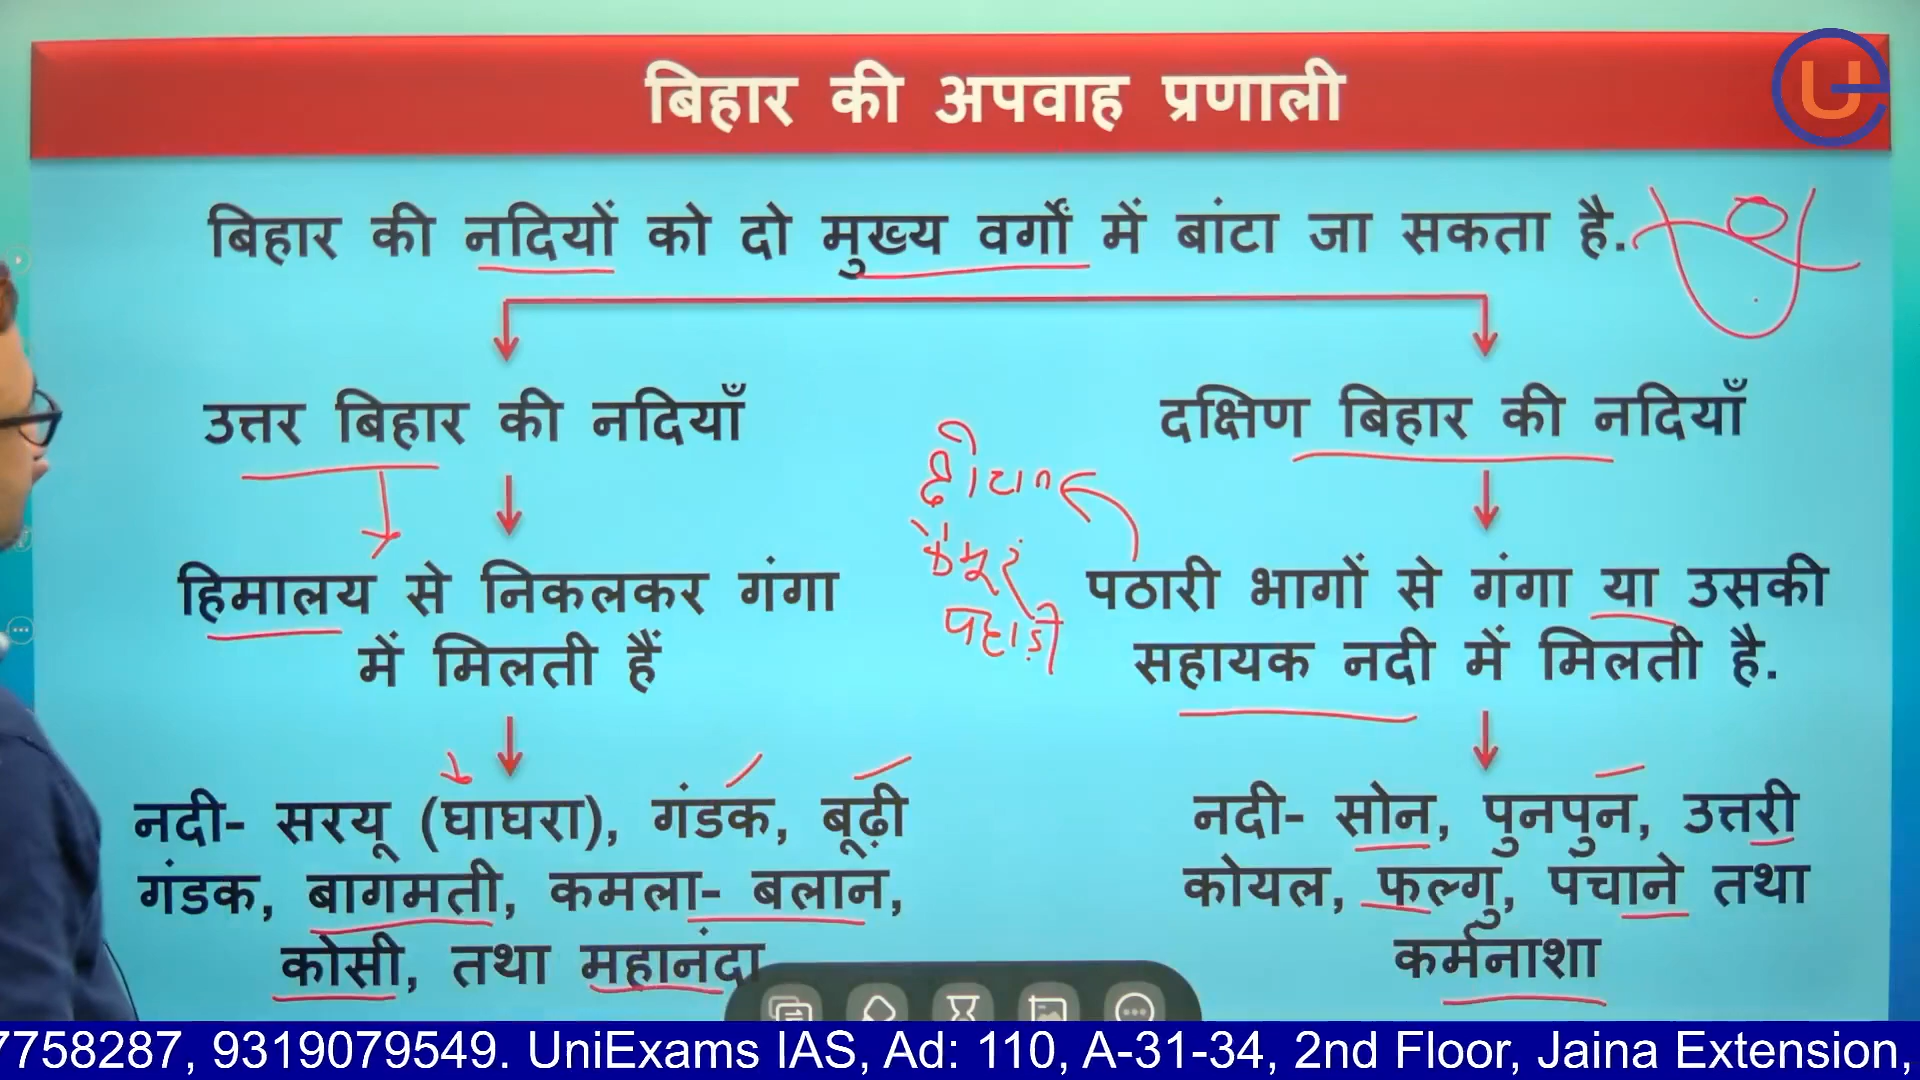 बिहार की अपवाह प्रणाली
बिहार की नदियों को दो मुख्य वर्गों में बांटा जा सकता है.
उत्तर बिहार की नदियाँ
हिमालय से निकलकर गंगा
में मिलती हैं
नदी- सरयू (घाघरा), गंडक, बूढ़ी
गंडक, बागमती, कमला- बलान,
कोसी, तथा महानंदा
दक्षिण बिहार की नदियाँ
पठारी भागों से गंगा या उसकी
सहायक नदी में मिलती है.
नदी- सोन, पुनपुन, उत्तरी
कोयल, फल्गु, पचाने तथा
कर्मनाशा
कैमूर
पहाड़ी
7758287, 9319079549. UniExams IAS, Ad: 110, A-31-34, 2nd Floor, Jaina Extension,